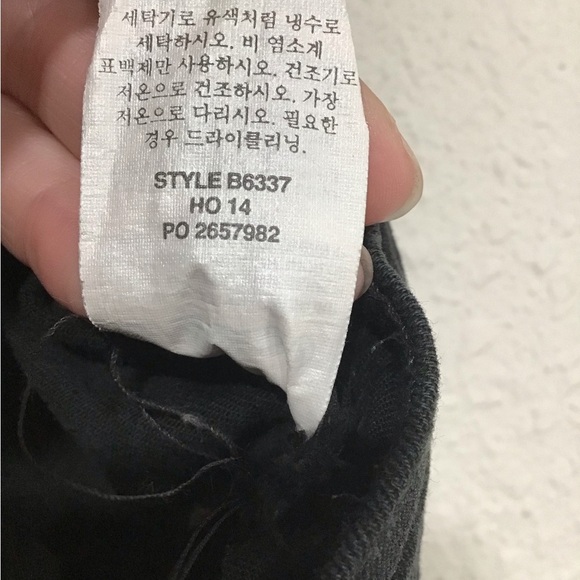 세탁기로 유색처럼 냉수로
세탁하시오. 비 염소계
표백제만 사용하시오. 건조기로
저온으로 건조하시오. 가장
저온으로 다리시오. 필요한
경우 드라이클리닝.
STYLE B6337
HO 14
PO 2657982